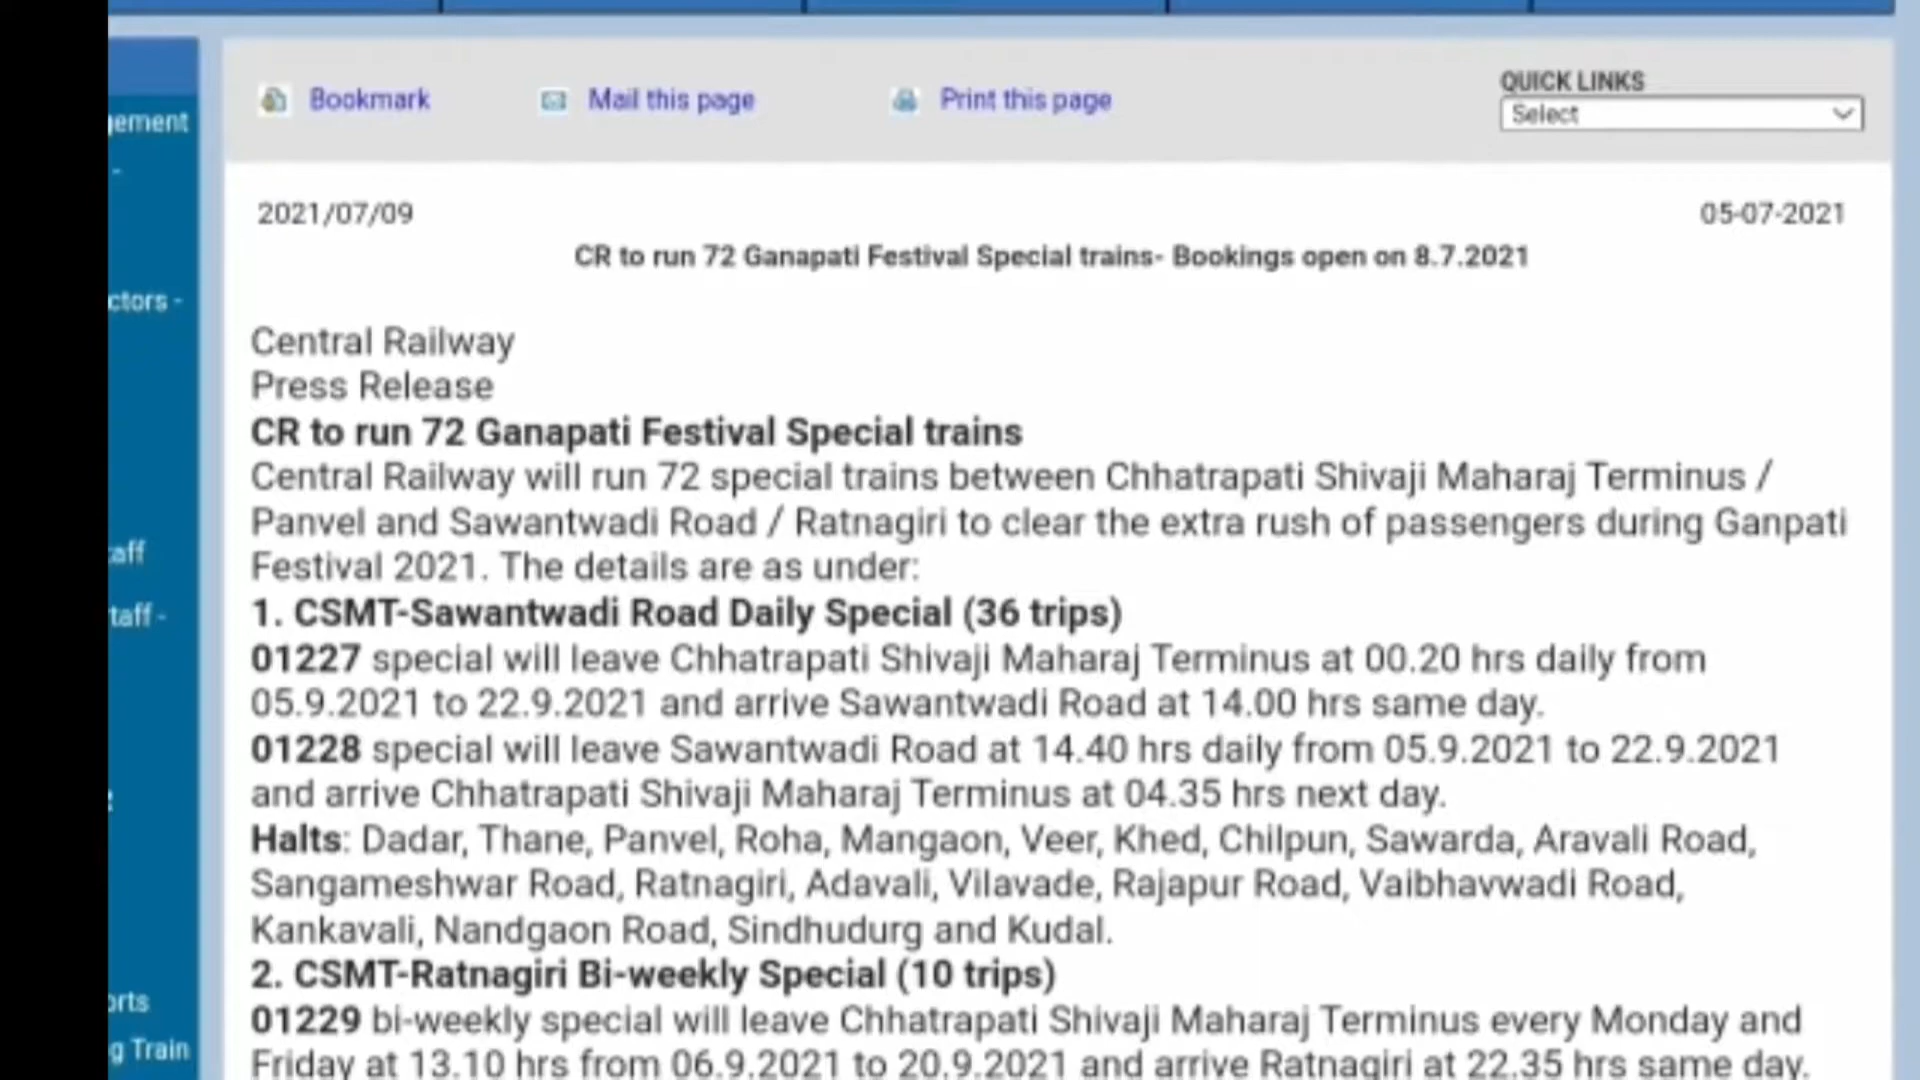 Bookmark
Mail this page
Print this page
QUICK LINKS
Select
gement
-
ctors -
aff
taff -
orts
g Train
2021/07/09
05-07-2021
CR to run 72 Ganapati Festival Special trains- Bookings open on 8.7.2021
Central Railway
Press Release
CR to run 72 Ganapati Festival Special trains
Central Railway will run 72 special trains between Chhatrapati Shivaji Maharaj Terminus /
Panvel and Sawantwadi Road / Ratnagiri to clear the extra rush of passengers during Ganpati
Festival 2021. The details are as under:
1. CSMT-Sawantwadi Road Daily Special (36 trips)
01227 special will leave Chhatrapati Shivaji Maharaj Terminus at 00.20 hrs daily from
05.9.2021 to 22.9.2021 and arrive Sawantwadi Road at 14.00 hrs same day.
01228 special will leave Sawantwadi Road at 14.40 hrs daily from 05.9.2021 to 22.9.2021
and arrive Chhatrapati Shivaji Maharaj Terminus at 04.35 hrs next day.
Halts: Dadar, Thane, Panvel, Roha, Mangaon, Veer, Khed, Chilpun, Sawarda, Aravali Road,
Sangameshwar Road, Ratnagiri, Adavali, Vilavade, Rajapur Road, Vaibhavwadi Road,
Kankavali, Nandgaon Road, Sindhudurg and Kudal.
2. CSMT-Ratnagiri Bi-weekly Special (10 trips)
01229 bi-weekly special will leave Chhatrapati Shivaji Maharaj Terminus every Monday and
Friday at 13.10 hrs from 06.9.2021 to 20.9.2021 and arrive Ratnagiri at 22.35 hrs same day.